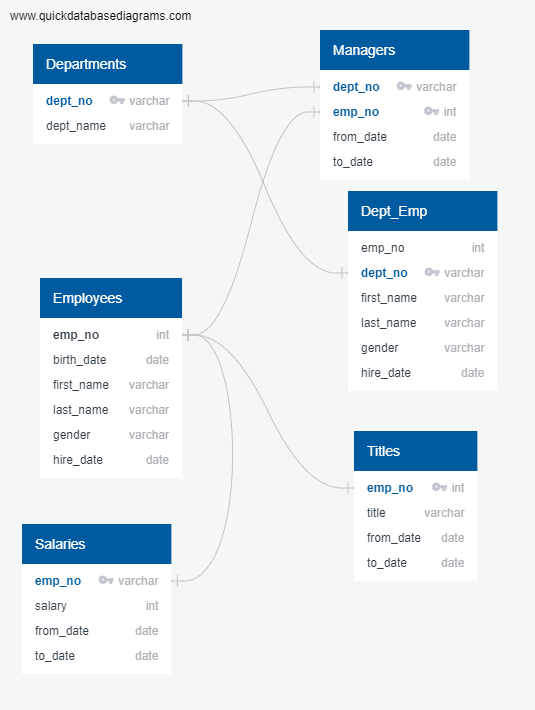 www.quickdatabasediagrams.com
Departments
dept_no varchar
dept_name varchar
Managers
dept_no varchar
emp_no int
from_date date
to_date date
Dept_Emp
emp_no int
dept_no varchar
first_name varchar
last_name varchar
gender varchar
hire_date date
Employees
emp_no int
birth_date date
first_name varchar
last_name varchar
gender varchar
hire_date date
Titles
emp_no int
title varchar
from_date date
to_date date
Salaries
emp_no varchar
salary int
from_date date
to_date date